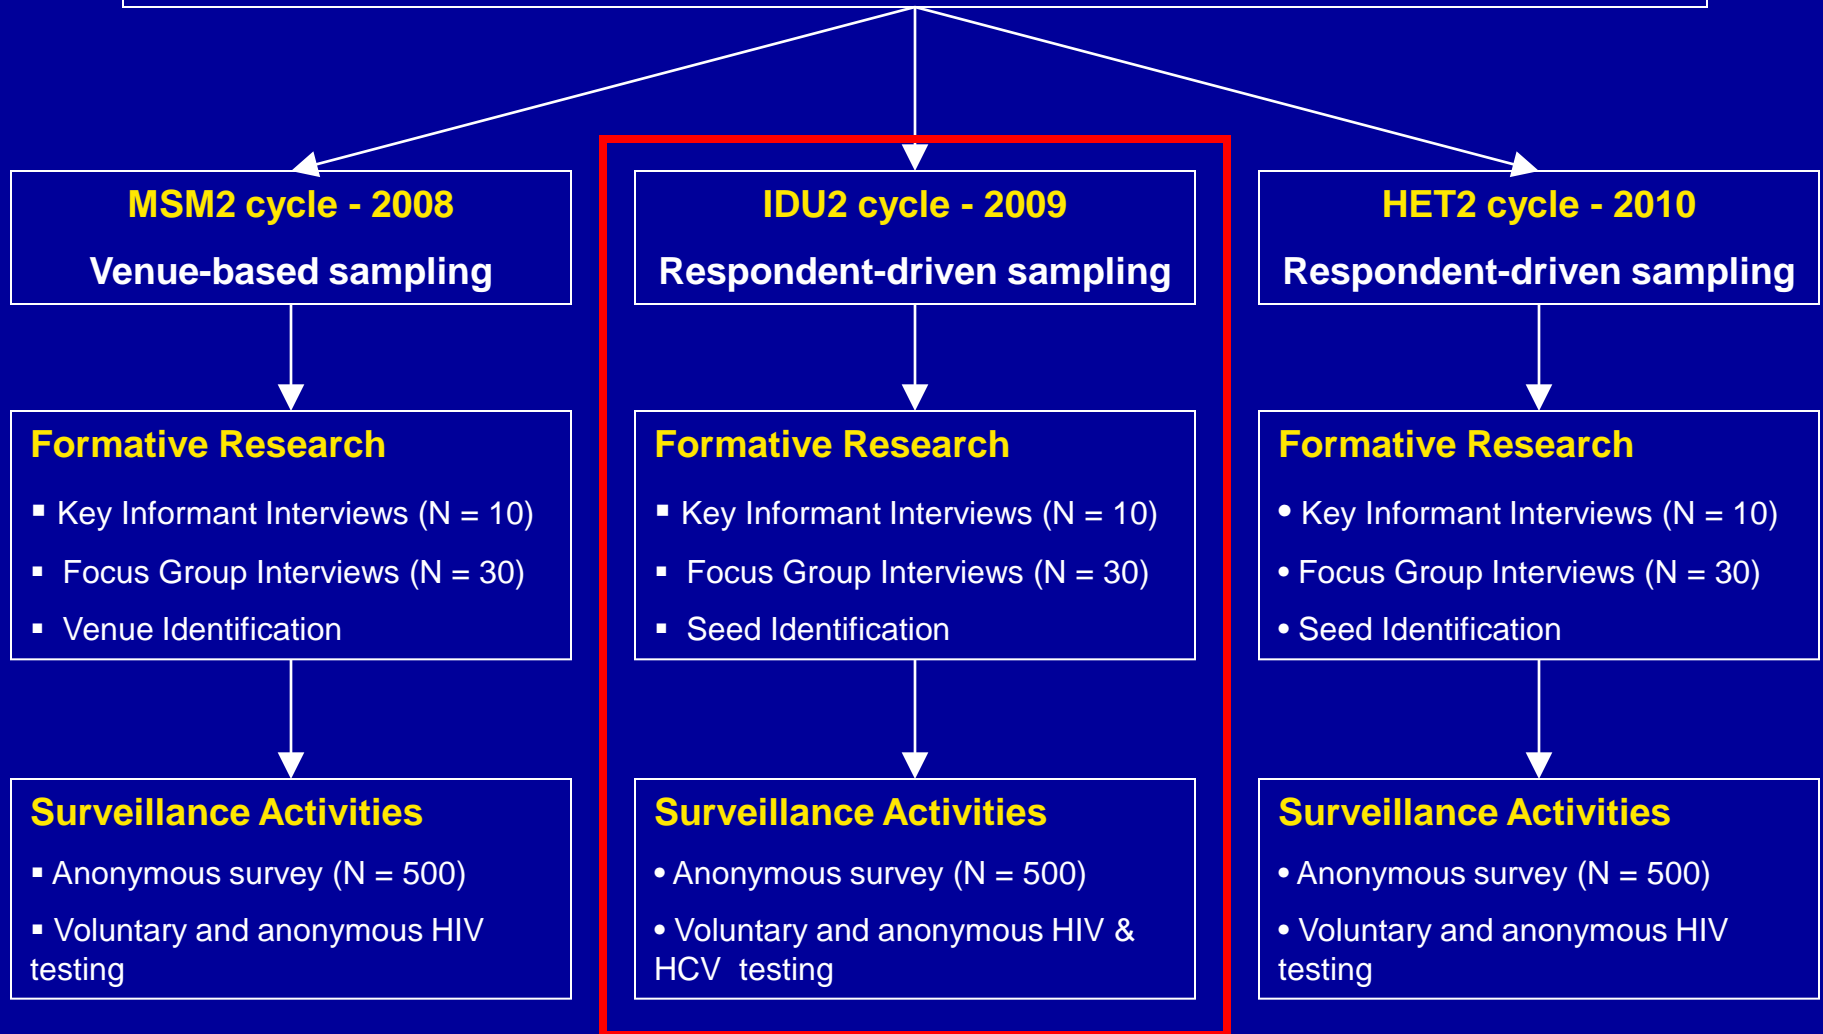 MSM2 cycle - 2008
Venue-based sampling
Formative Research
▪ Key Informant Interviews (N = 10)
▪ Focus Group Interviews (N = 30)
▪ Venue Identification
Surveillance Activities
▪ Anonymous survey (N = 500)
▪ Voluntary and anonymous HIV
testing
IDU2 cycle - 2009
Respondent-driven sampling
Formative Research
▪ Key Informant Interviews (N = 10)
▪ Focus Group Interviews (N = 30)
▪ Seed Identification
Surveillance Activities
• Anonymous survey (N = 500)
• Voluntary and anonymous HIV &
HCV testing
HET2 cycle - 2010
Respondent-driven sampling
Formative Research
• Key Informant Interviews (N = 10)
• Focus Group Interviews (N = 30)
• Seed Identification
Surveillance Activities
• Anonymous survey (N = 500)
• Voluntary and anonymous HIV
testing